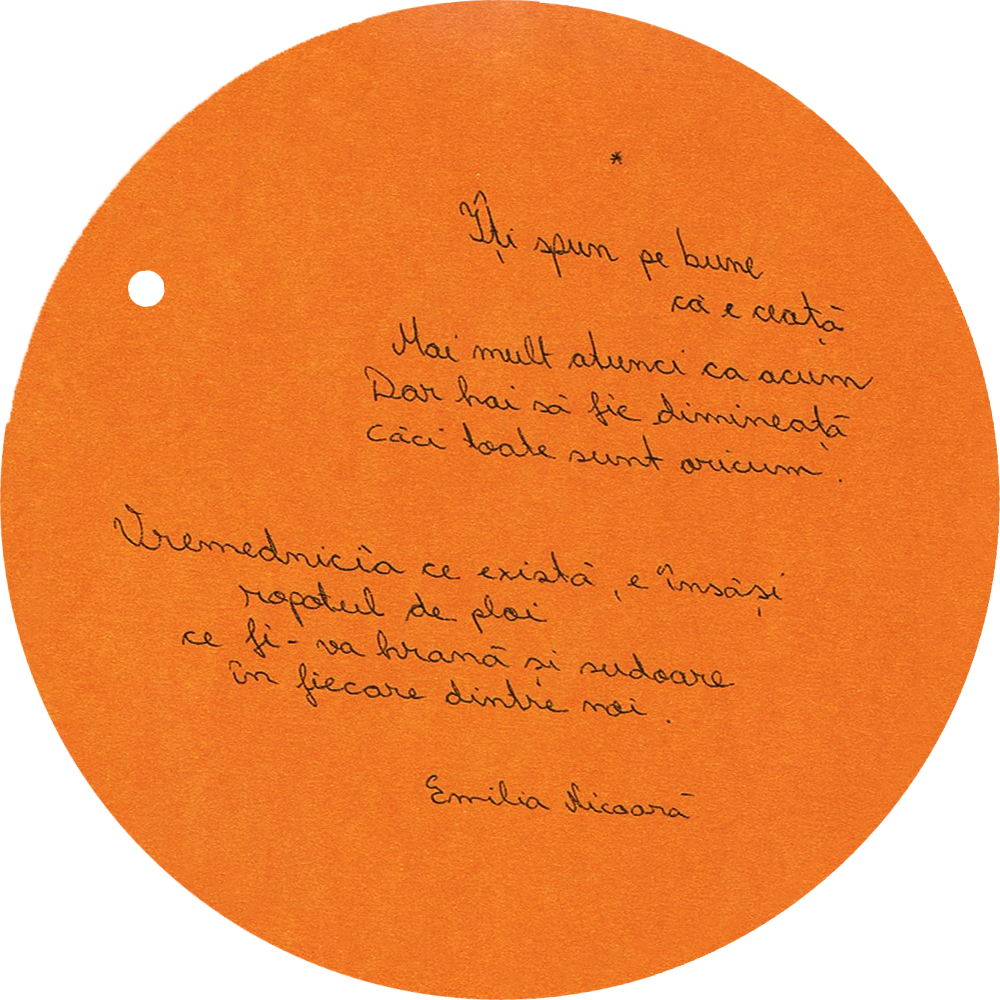 *
Îți spun pe bune
că e ceață
Mai mult atunci ca acum
Dar hai să fie dimineață
căci toate sunt oricum.
Vremednicia ce există, e însăși
ropotul de ploi
ce fi-va hrană și sudoare
în fiecare dintre noi.
Emilia Nicoară